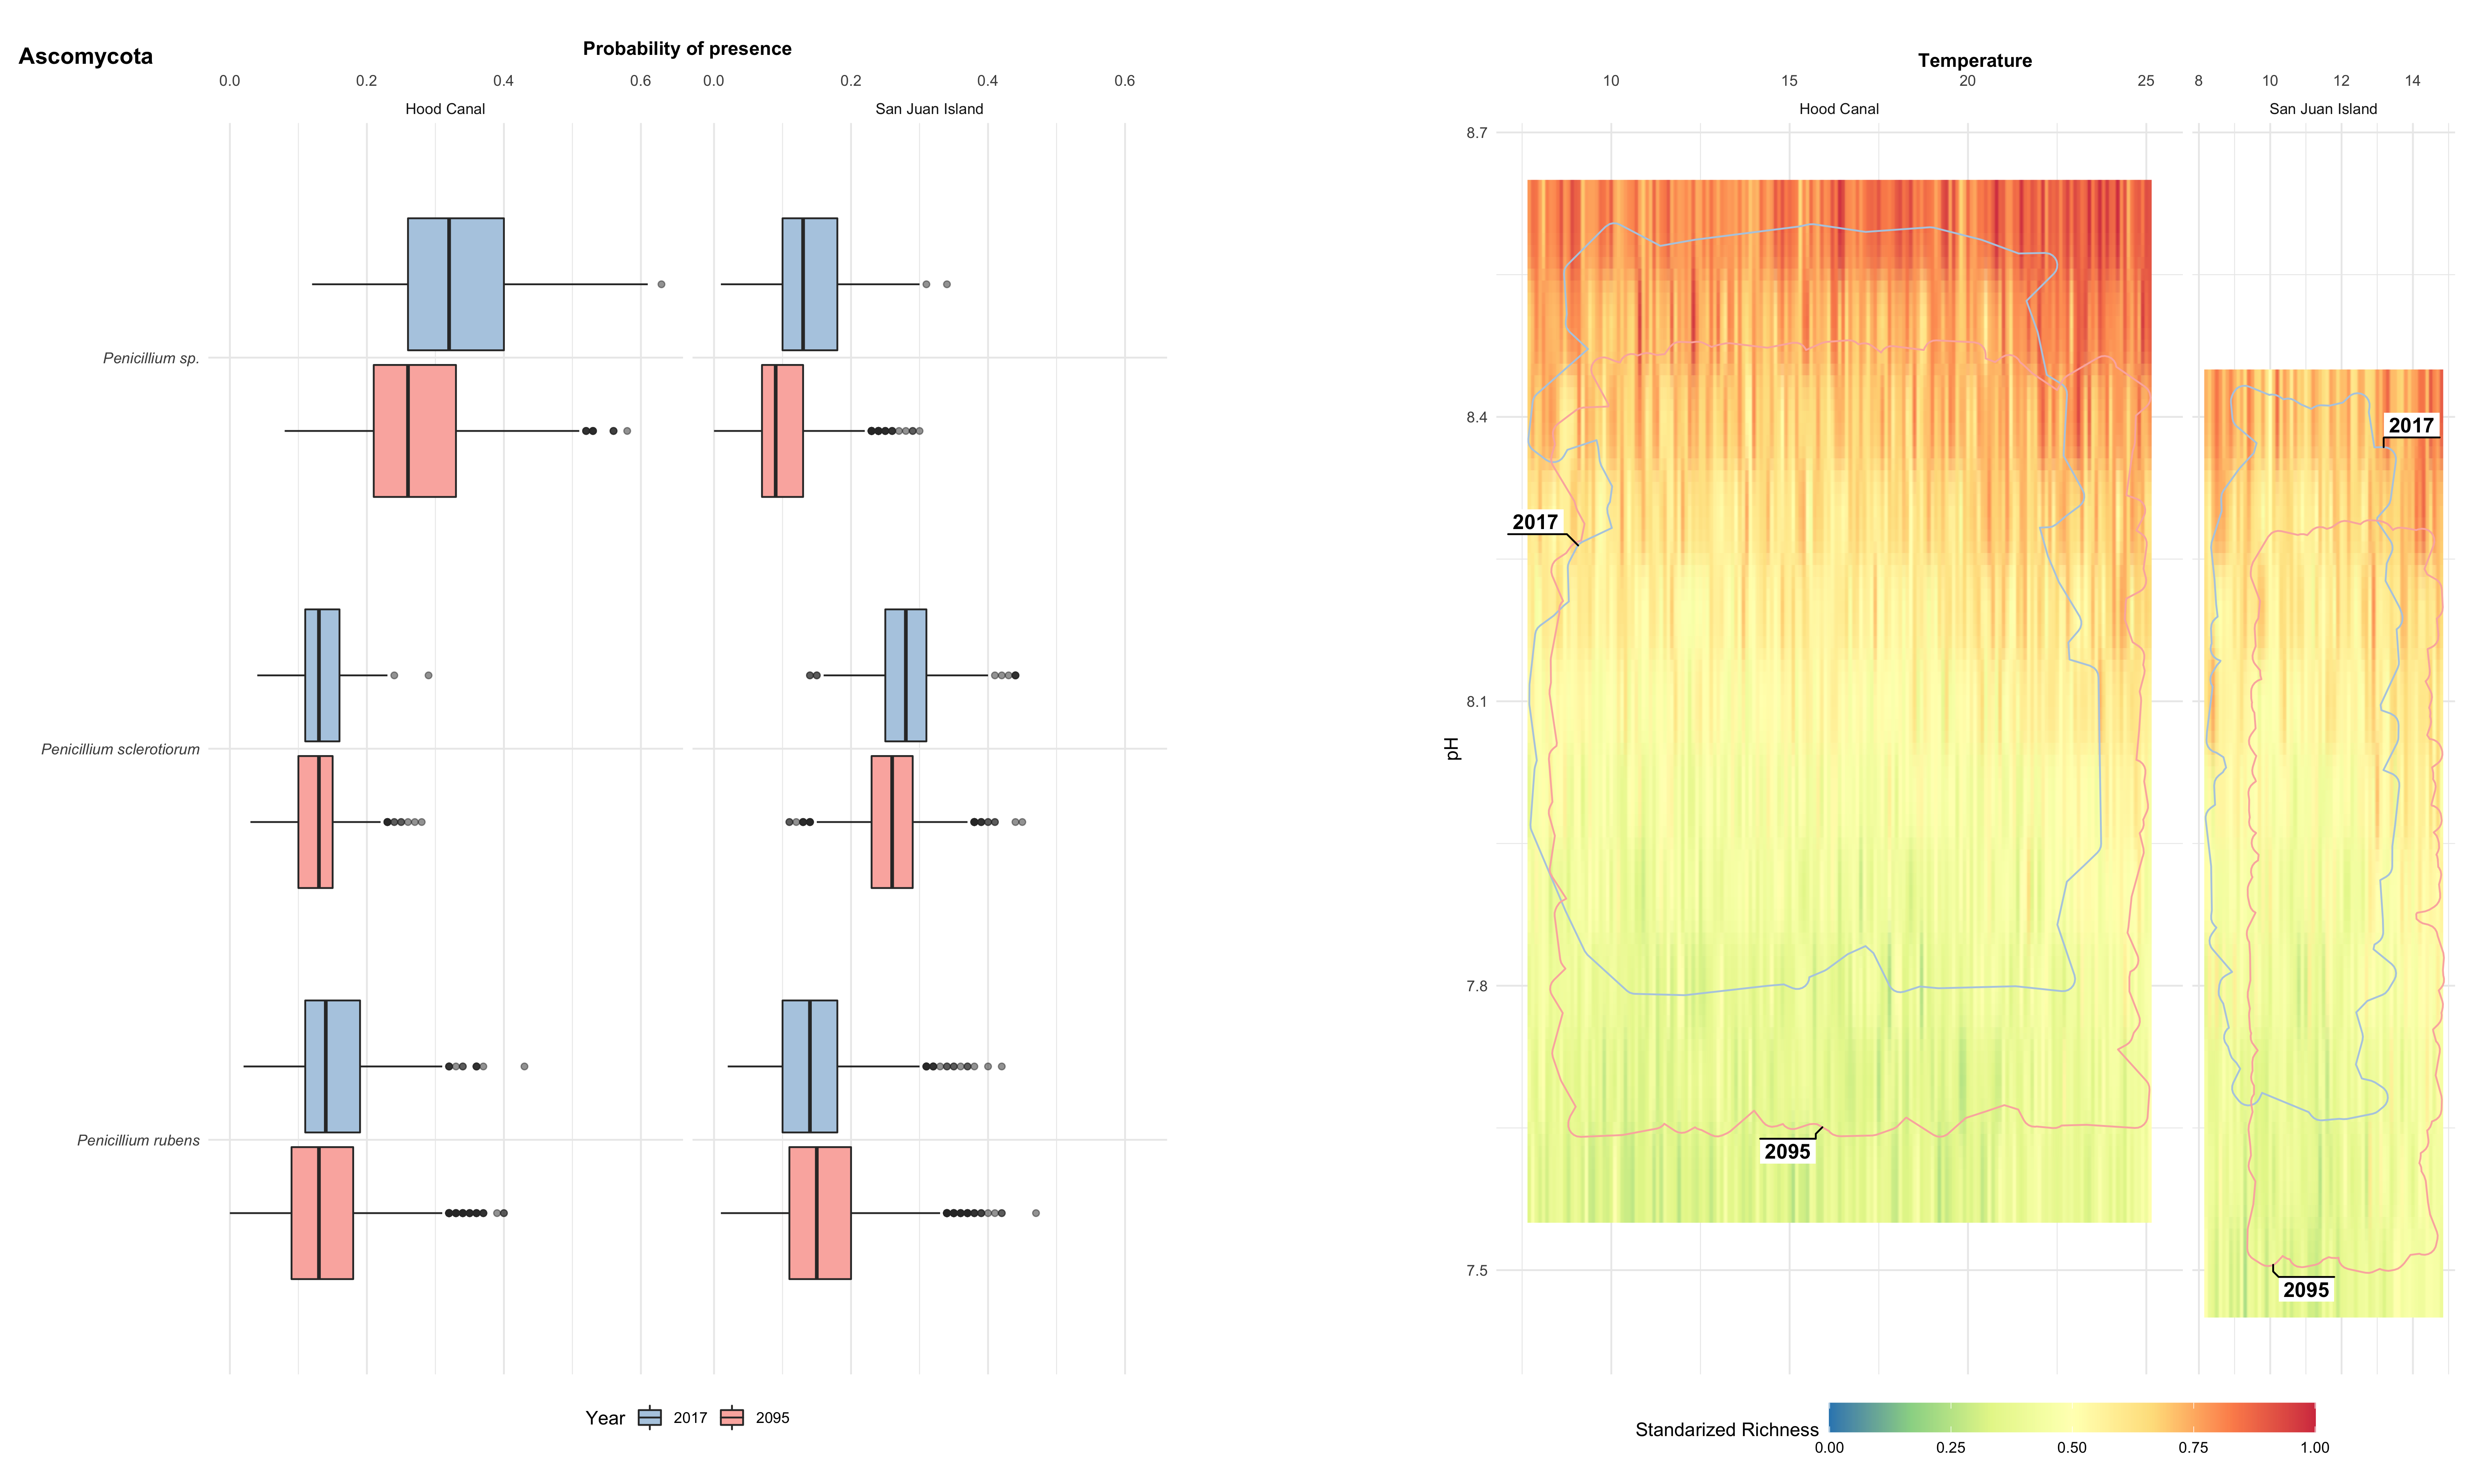 Ascomycota
Probability of presence
0.0 0.2 0.4 0.6 0.0 0.2 0.4 0.6
Hood Canal San Juan Island
Penicillium sp.
Penicillium sclerotiorum
Penicillium rubens
Year 2017 2095
Temperature
10 15 20 25 8 10 12 14
Hood Canal San Juan Island
8.7
8.4
8.1
7.8
7.5
pH
2017
2017
2095
2095
Standarized Richness
0.00 0.25 0.50 0.75 1.00